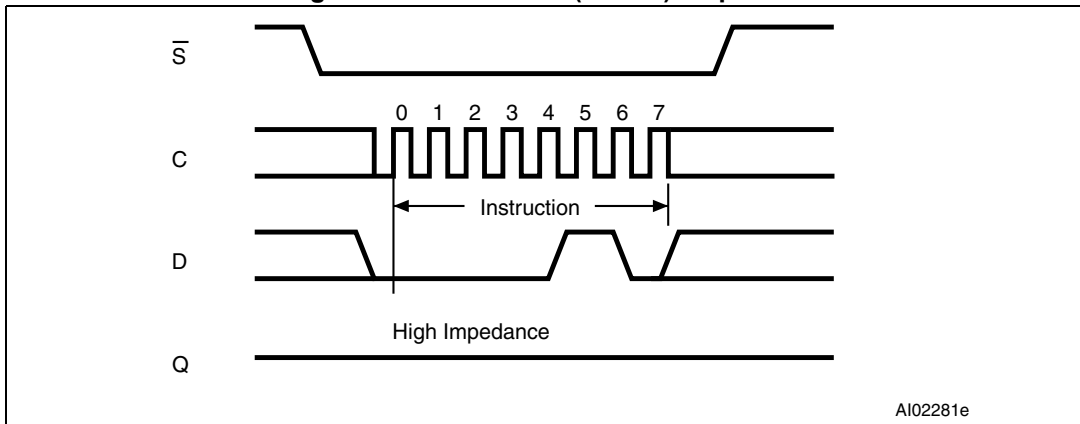 S̅
0 1 2 3 4 5 6 7
C
Instruction
D
High Impedance
Q
AI02281e